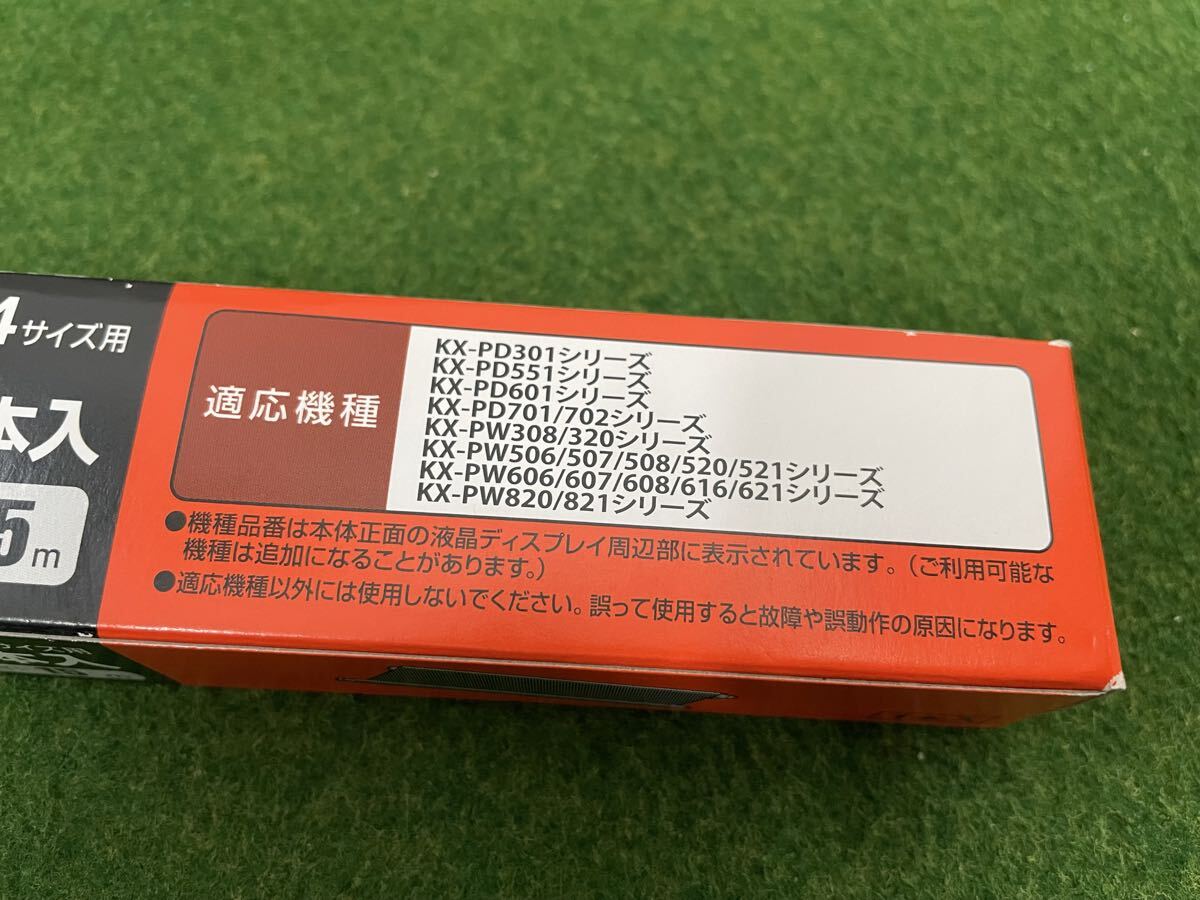 4サイズ用
本入
5m
適応機種
KX-PD301シリーズ
KX-PD551シリーズ
KX-PD601シリーズ
KX-PD701/702シリーズ
KX-PW308/320シリーズ
KX-PW506/507/508/520/521シリーズ
KX-PW606/607/608/616/621シリーズ
KX-PW820/821シリーズ
●機種品番は本体正面の液晶ディスプレイ周辺部に表示されています。(ご利用可能な
機種は追加になることがあります。)
●適応機種以外には使用しないでください。誤って使用すると故障や誤動作の原因になります。